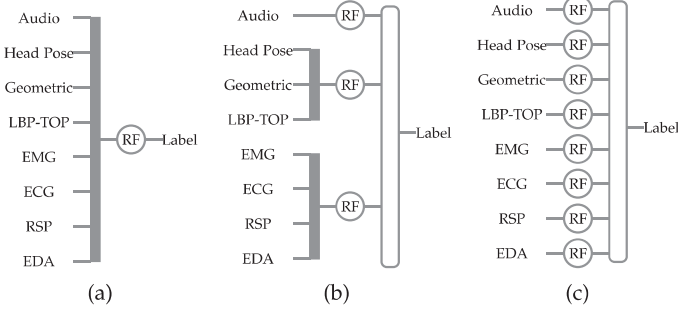 Audio
Head Pose
Geometric
LBP-TOP
EMG
ECG
RSP
EDA
RF
Label
(a)
Audio
RF
Head Pose
Geometric
RF
LBP-TOP
EMG
ECG
RF
RSP
EDA
Label
(b)
Audio RF
Head Pose RF
Geometric RF
LBP-TOP RF
EMG RF
ECG RF
RSP RF
EDA RF
Label
(c)